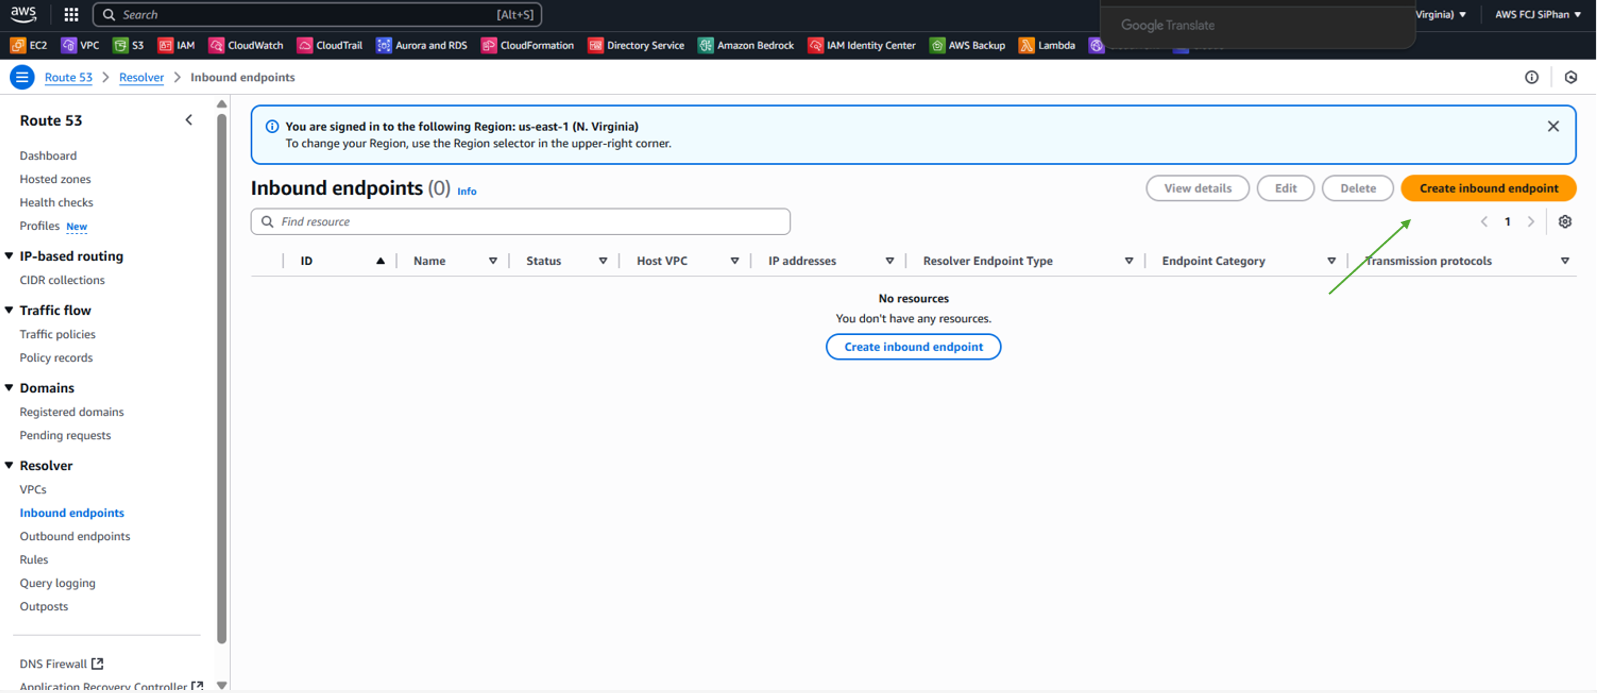 aws Search [Alt+S] Google Translate Virginia) AWS FCJ SiPhan
EC2 VPC S3 IAM CloudWatch CloudTrail Aurora and RDS CloudFormation Directory Service Amazon Bedrock IAM Identity Center AWS Backup Lambda
Route 53 Resolver Inbound endpoints
Route 53
Dashboard
Hosted zones
Health checks
Profiles New
IP-based routing
CIDR collections
Traffic flow
Traffic policies
Policy records
Domains
Registered domains
Pending requests
Resolver
VPCs
Inbound endpoints
Outbound endpoints
Rules
Query logging
Outposts
DNS Firewall
Application Recovery Controller
You are signed in to the following Region: us-east-1 (N. Virginia)
To change your Region, use the Region selector in the upper-right corner.
Inbound endpoints (0) Info View details Edit Delete Create inbound endpoint
Find resource 1
ID Name Status Host VPC IP addresses Resolver Endpoint Type Endpoint Category Transmission protocols
No resources
You don't have any resources.
Create inbound endpoint